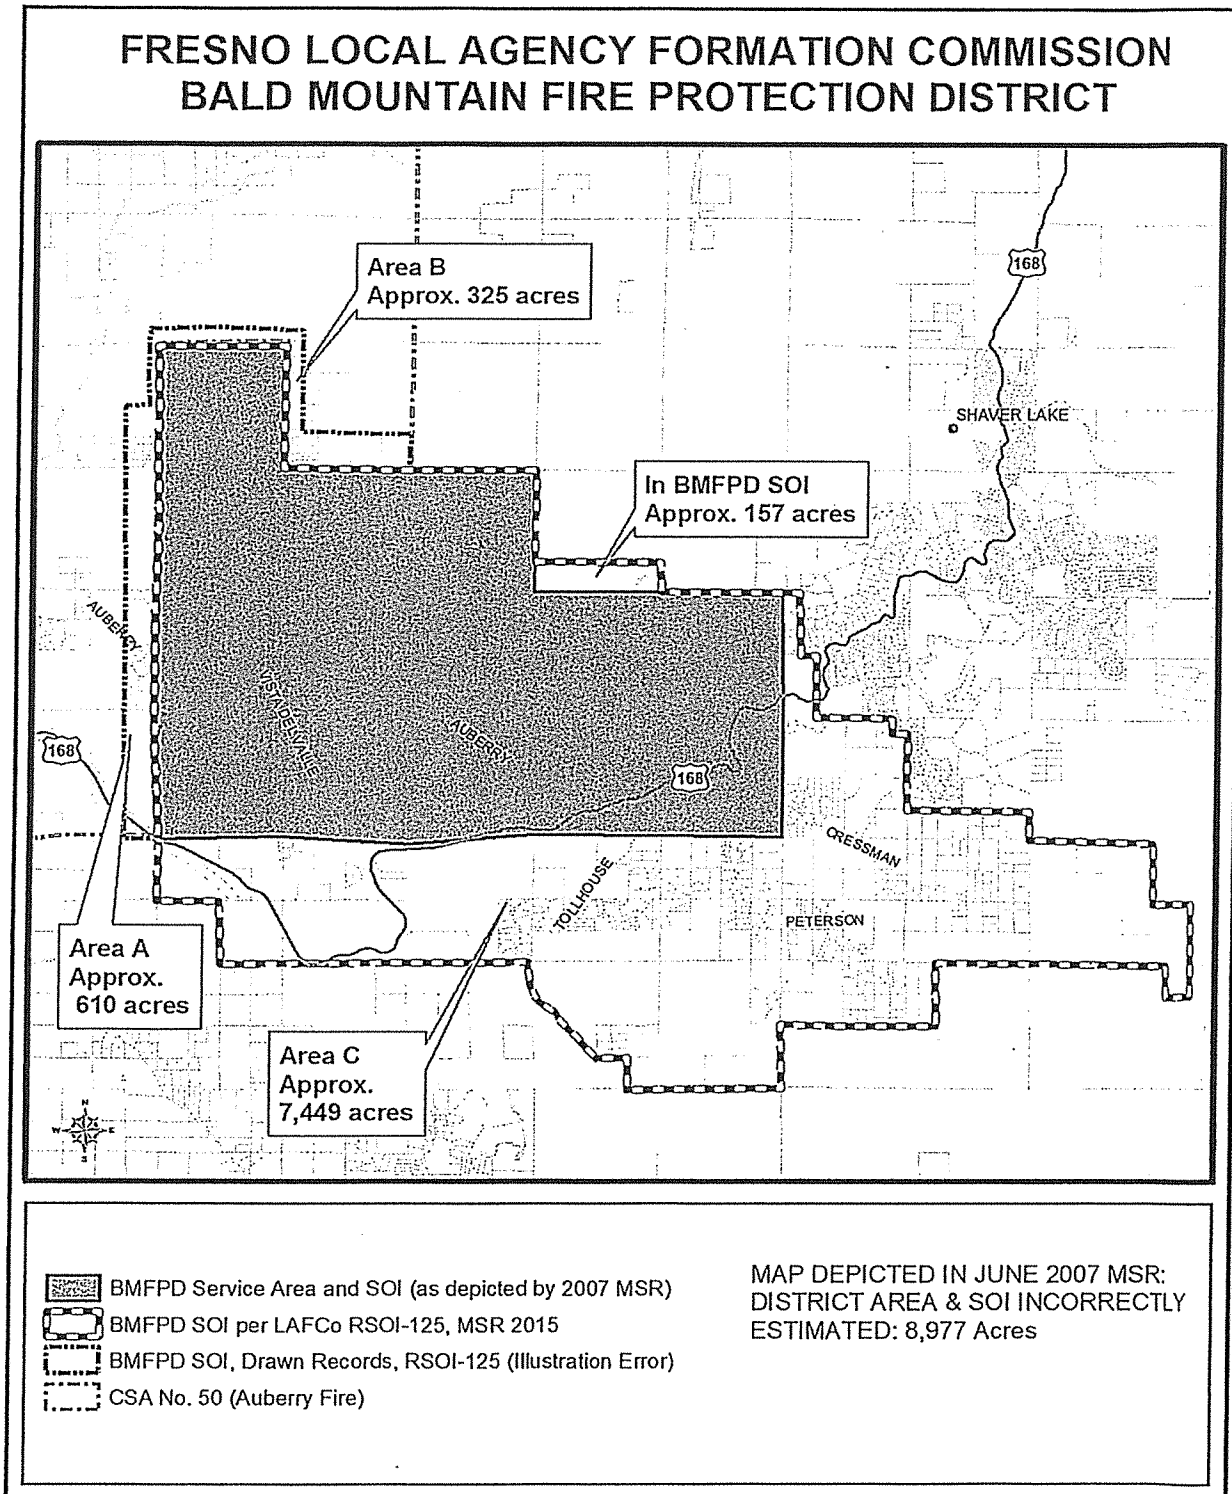 FRESNO LOCAL AGENCY FORMATION COMMISSION
BALD MOUNTAIN FIRE PROTECTION DISTRICT
Area B
Approx. 325 acres
168
SHAVER LAKE
In BMFPD SOI
Approx. 157 acres
AUBERRY
AUBERRY
168
168
CRESSMAN
TOLLHOUSE
PETERSON
Area A
Approx.
610 acres
Area C
Approx.
7,449 acres
N
W
E
S
BMFPD Service Area and SOI (as depicted by 2007 MSR)
BMFPD SOI per LAFCo RSOI-125, MSR 2015
BMFPD SOI, Drawn Records, RSOI-125 (Illustration Error)
CSA No. 50 (Auberry Fire)
MAP DEPICTED IN JUNE 2007 MSR:
DISTRICT AREA & SOI INCORRECTLY
ESTIMATED: 8,977 Acres